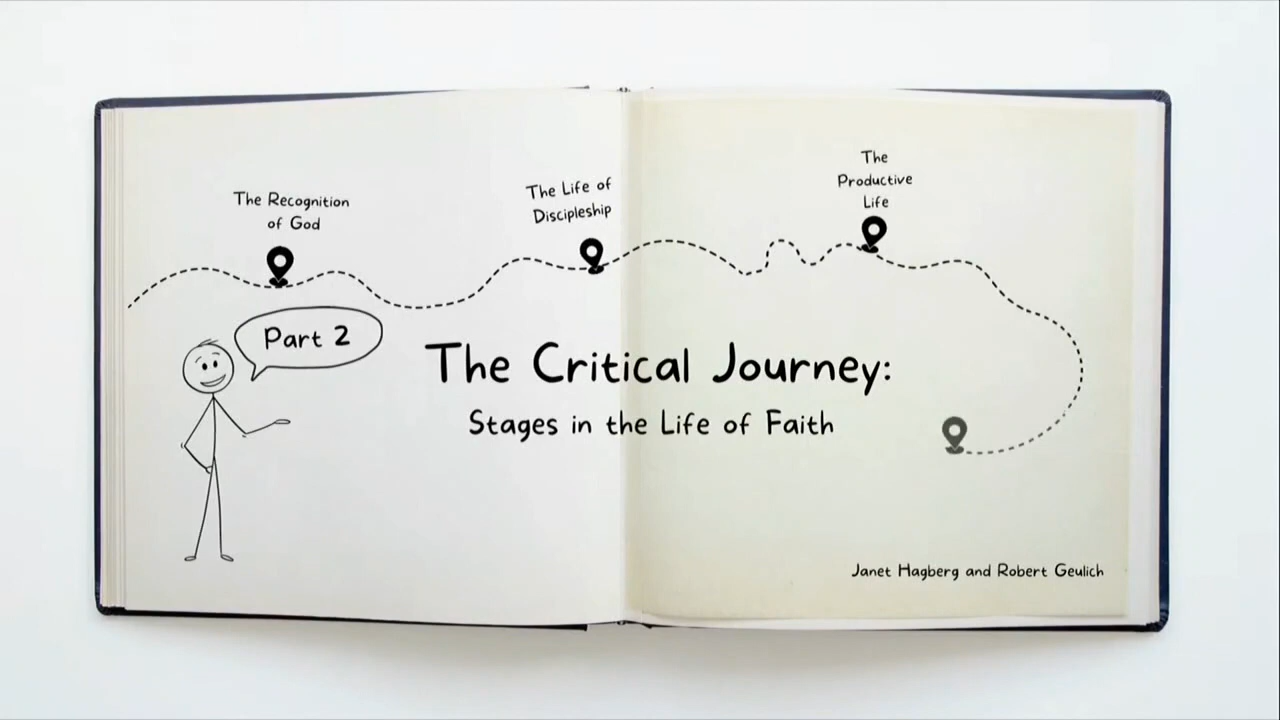 The Recognition
of God
The Life of
Discipleship
The
Productive
Life
Part 2
The Critical Journey:
Stages in the Life of Faith
Janet Hagberg and Robert Geulich